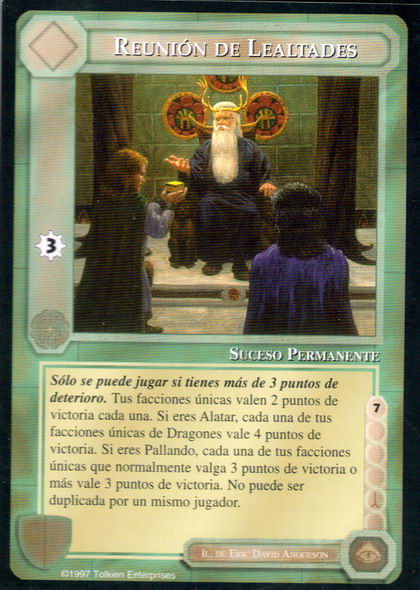 Reunión de Lealtades
3
Suceso Permanente
Sólo se puede jugar si tienes más de 3 puntos de
deterioro. Tus facciones únicas valen 2 puntos de
victoria cada una. Si eres Alatar, cada una de tus
facciones únicas de Dragones vale 4 puntos de
victoria. Si eres Pallando, cada una de tus facciones
únicas que normalmente valga 3 puntos de victoria o
más vale 3 puntos de victoria. No puede ser
duplicada por un mismo jugador.
7
Il. de Eric David Anderson
©1997 Tolkien Enterprises